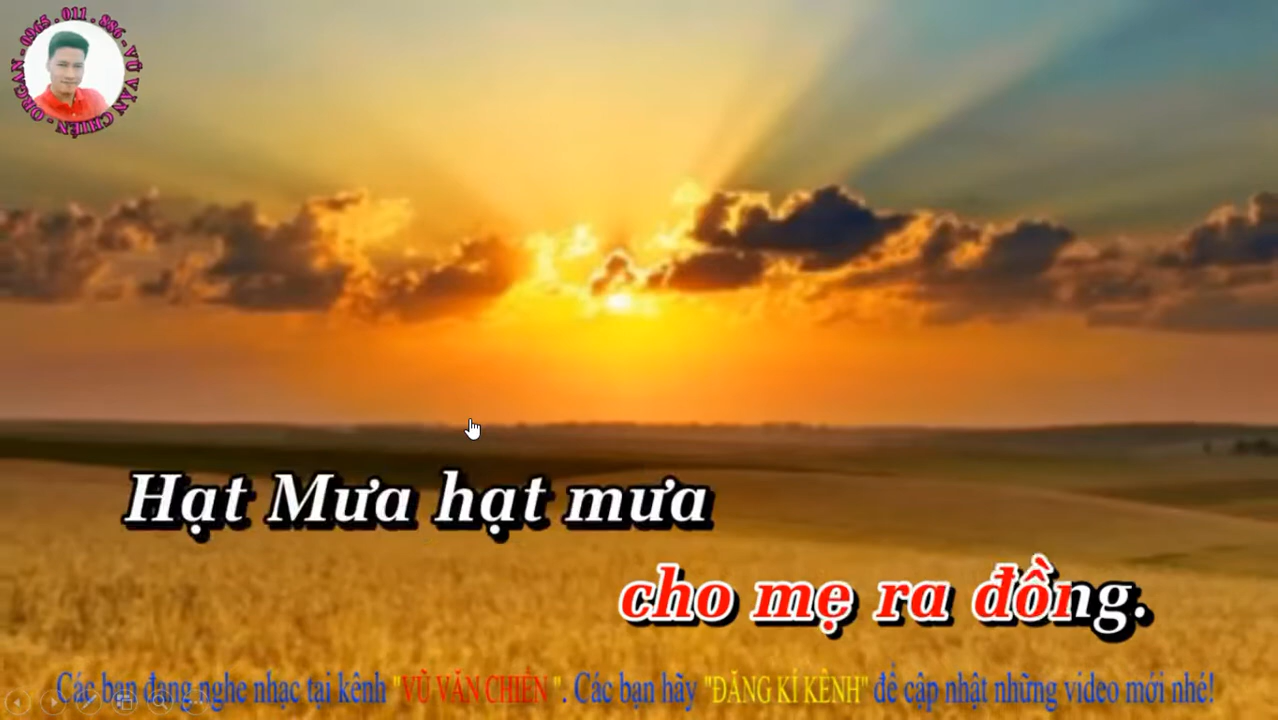 ORGAN - 0965 . 011 . 886 - VŨ VĂN CHIẾN -
Hạt Mưa hạt mưa
cho mẹ ra đồng.
Các bạn đang nghe nhạc tại kênh "VŨ VĂN CHIẾN ". Các bạn hãy "ĐĂNG KÍ KÊNH" để cập nhật những video mới nhé!